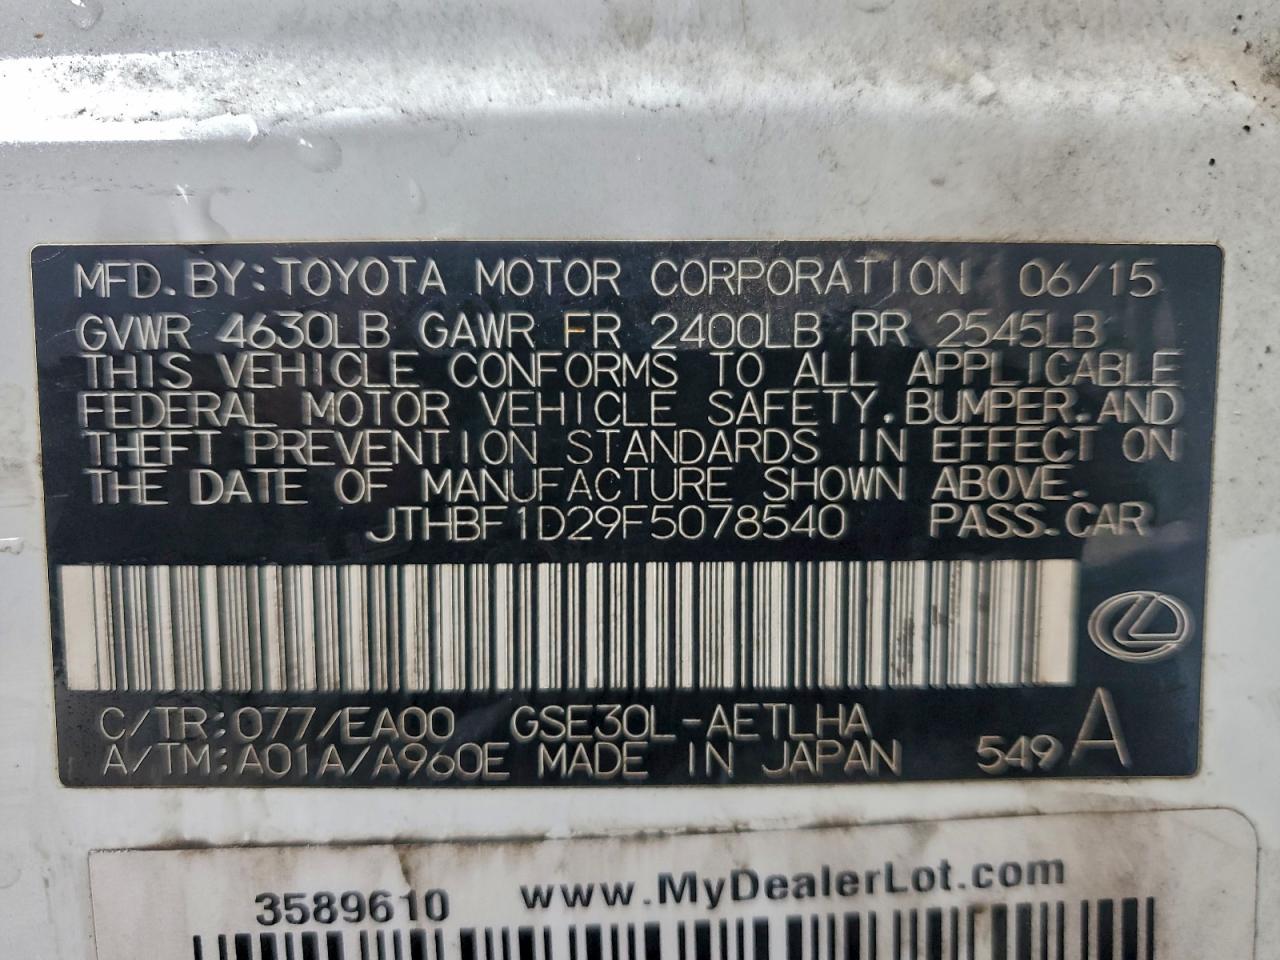 MFD. BY: TOYOTA MOTOR CORPORATION 06/15
GVWR 4630LB GAWR FR 2400LB RR 2545LB
THIS VEHICLE CONFORMS TO ALL APPLICABLE
FEDERAL MOTOR VEHICLE SAFETY, BUMPER, AND
THEFT PREVENTION STANDARDS IN EFFECT ON
THE DATE OF MANUFACTURE SHOWN ABOVE.
JTHBF1D29F5078540 PASS. CAR
C/TR: 077/EA00 GSE30L-AETLHA
A/TM: A01A/A960E MADE IN JAPAN 549 A
3589610 www.MyDealerLot.com